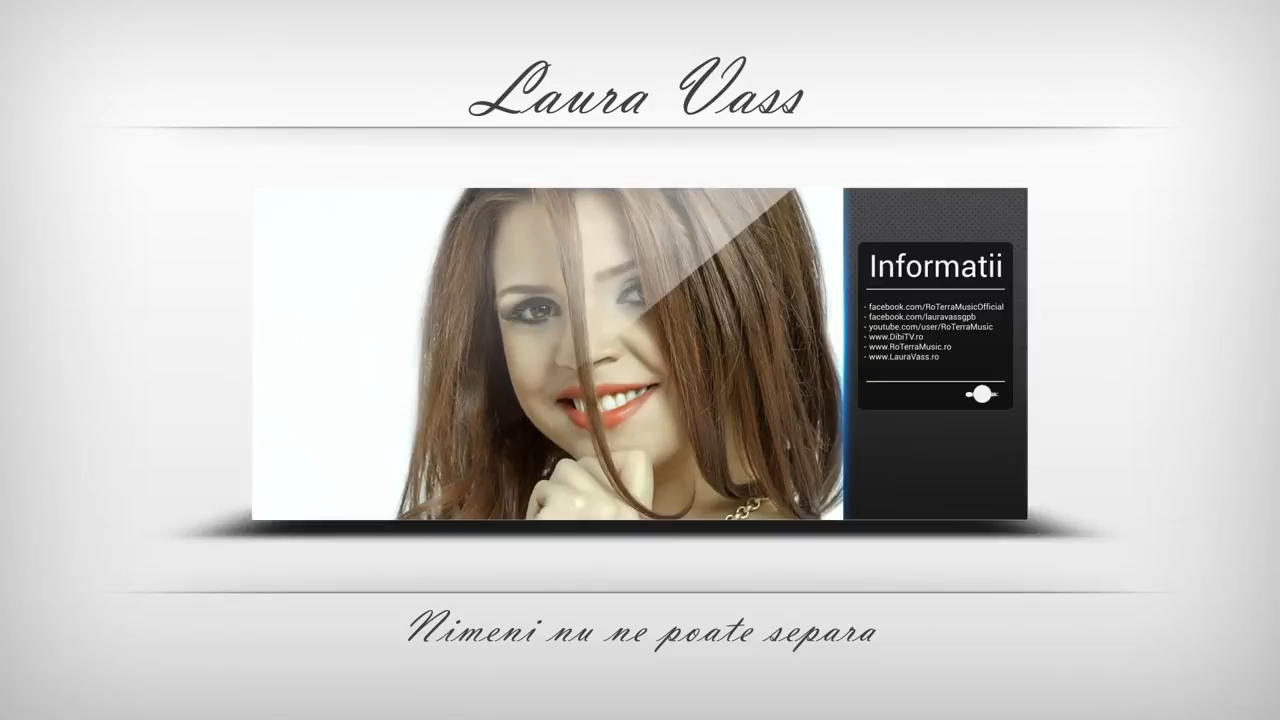 Laura Vass
Informatii
- facebook.com/RoTerraMusicOfficial
- facebook.com/lauravassgpb
- youtube.com/user/RoTerraMusic
- www.DibiTV.ro
- www.RoTerraMusic.ro
- www.LauraVass.ro
Nimeni nu ne poate separa